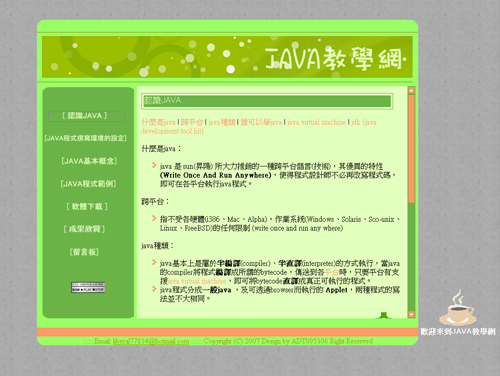 JAVA教學網
[ 認識JAVA ]
[JAVA程式撰寫環境的設定]
[JAVA基本概念]
[JAVA程式範例]
[ 軟體下載 ]
[ 成果欣賞 ]
[留言板]
認識JAVA
什麼是java | 跨平台 | java種類 | 誰可以學java | java virtual machine | jdk (java
development tool kit)
什麼是java：
java 是 sun(昇陽) 所大力推銷的一種跨平台語言(技術)，其優異的特性
(Write Once And Run Anywhere)，使得程式設計師不必再改寫程式碼，
即可在各平台執行java程式。
跨平台：
指不受各硬體(i386、Mac、Alpha)，作業系統(Windows、Solaris、Sco-unix、
Linux、FreeBSD)的任何限制 (write once and run any where)
java種類：
java基本上是屬於半編譯(compiler)、半直譯(interpreter)的方式執行，當java
的compiler將程式編譯成所謂的bytecode，傳送到各平台時，只要平台有支
援java virtual machine，即可將bytecode直譯成真正可執行的程式。
java程式分成一般java，及可透過browser而執行的 Applet，兩種程式的寫
法並不大相同。
歡迎來到JAVA教學網
Copyright (C) 2007 Design by ADT095106 Right Reserved